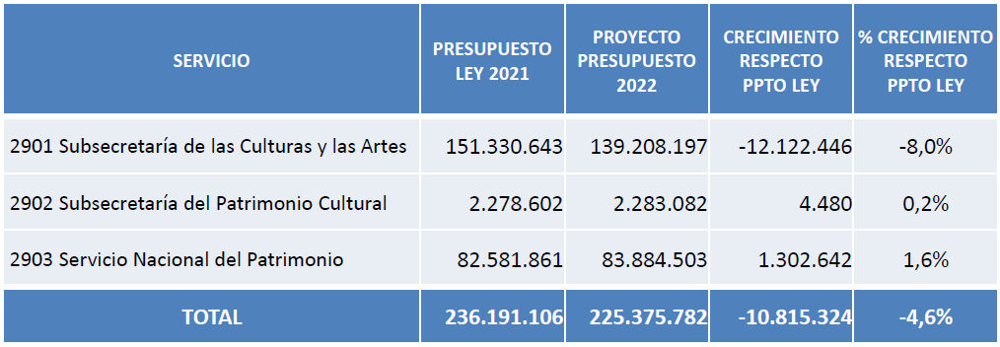 SERVICIO
PRESUPUESTO
LEY 2021
PROYECTO
PRESUPUESTO
2022
CRECIMIENTO
RESPECTO
PPTO LEY
% CRECIMIENTO
RESPECTO
PPTO LEY
2901 Subsecretaría de las Culturas y las Artes 151.330.643 139.208.197 -12.122.446 -8,0%
2902 Subsecretaría del Patrimonio Cultural 2.278.602 2.283.082 4.480 0,2%
2903 Servicio Nacional del Patrimonio 82.581.861 83.884.503 1.302.642 1,6%
TOTAL 236.191.106 225.375.782 -10.815.324 -4,6%